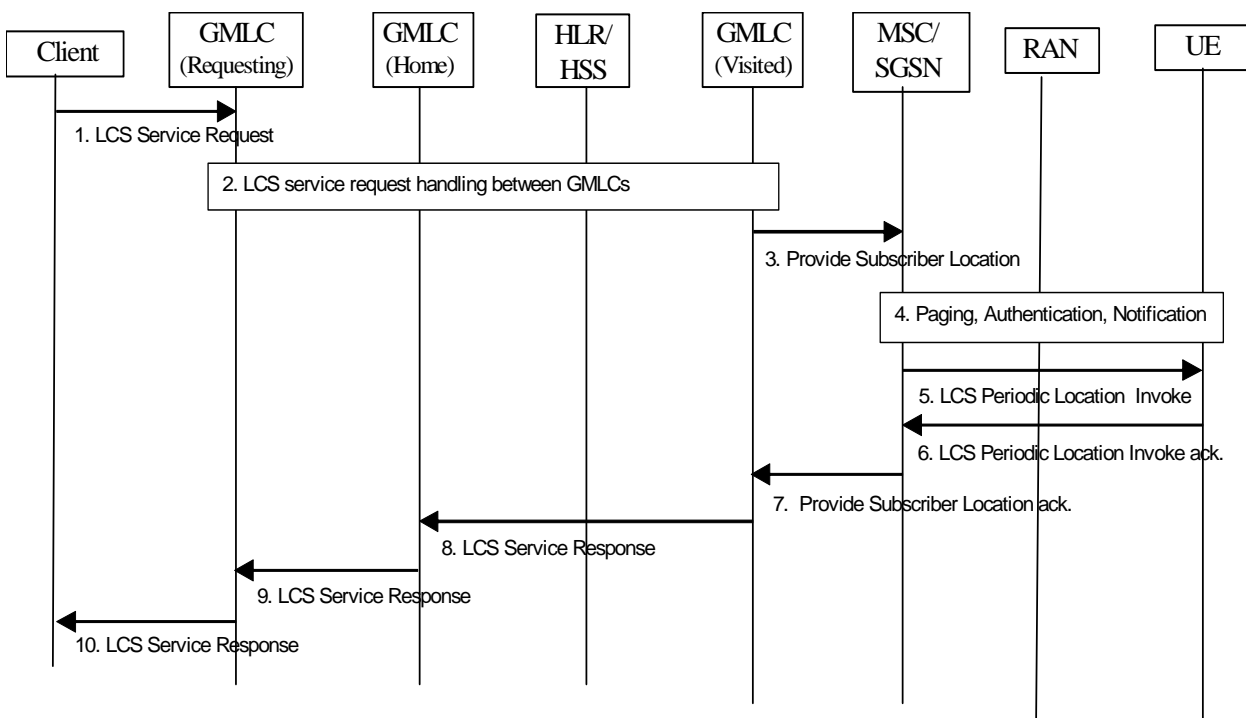 Client
GMLC
(Requesting)
GMLC
(Home)
HLR/
HSS
GMLC
(Visited)
MSC/
SGSN
RAN
UE
1. LCS Service Request
2. LCS service request handling between GMLCs
3. Provide Subscriber Location
4. Paging, Authentication, Notification
5. LCS Periodic Location Invoke
6. LCS Periodic Location Invoke ack.
7. Provide Subscriber Location ack.
8. LCS Service Response
9. LCS Service Response
10. LCS Service Response